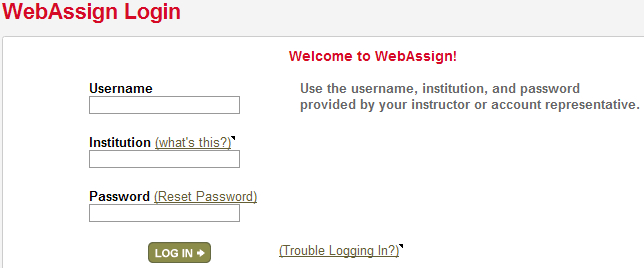 WebAssign Login
Welcome to WebAssign!
Username
Use the username, institution, and password
provided by your instructor or account representative.
Institution (what's this?)
Password (Reset Password)
LOG IN
(Trouble Logging In?)